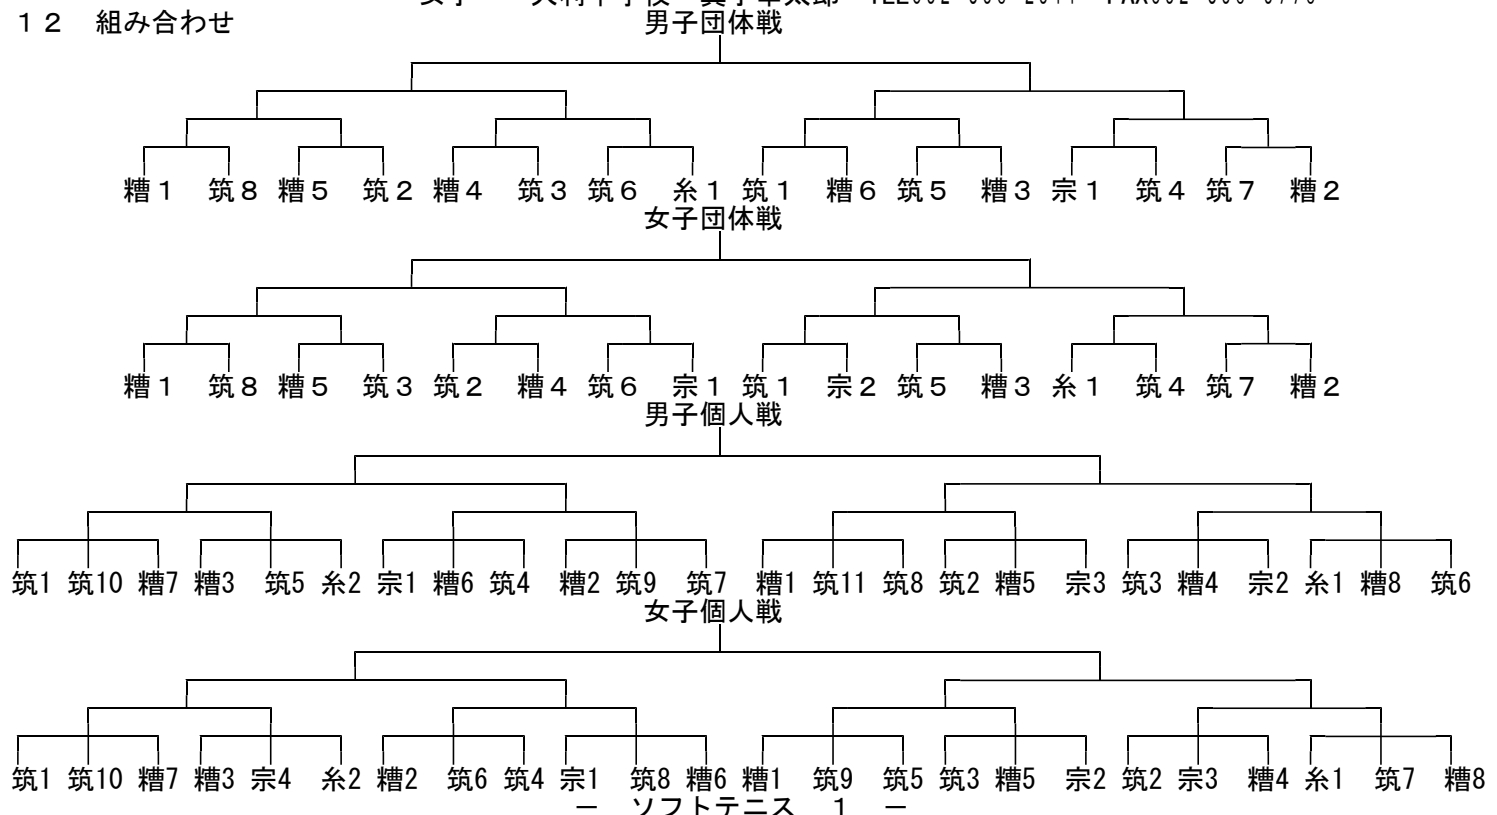 １２　組み合わせ
男子団体戦
糟１　筑８　糟５　筑２　糟４　筑３　筑６　糸１　筑１　糟６　筑５　糟３　宗１　筑４　筑７　糟２
女子団体戦
糟１　筑８　糟５　筑３　筑２　糟４　筑６　宗１　筑１　宗２　筑５　糟３　糸１　筑４　筑７　糟２
男子個人戦
筑1　筑10　糟7　糟3　筑5　糸2　宗1　糟6　筑4　糟2　筑9　筑7　糟1　筑11　筑8　筑2　糟5　宗3　筑3　糟4　宗2　糸1　糟8　筑6
女子個人戦
筑1　筑10　糟7　糟3　宗4　糸2　糟2　筑6　筑4　宗1　筑8　糟6　糟1　筑9　筑5　筑3　糟5　宗2　筑2　宗3　糟4　糸1　筑7　糟8
－　ソフトテニス　１　－